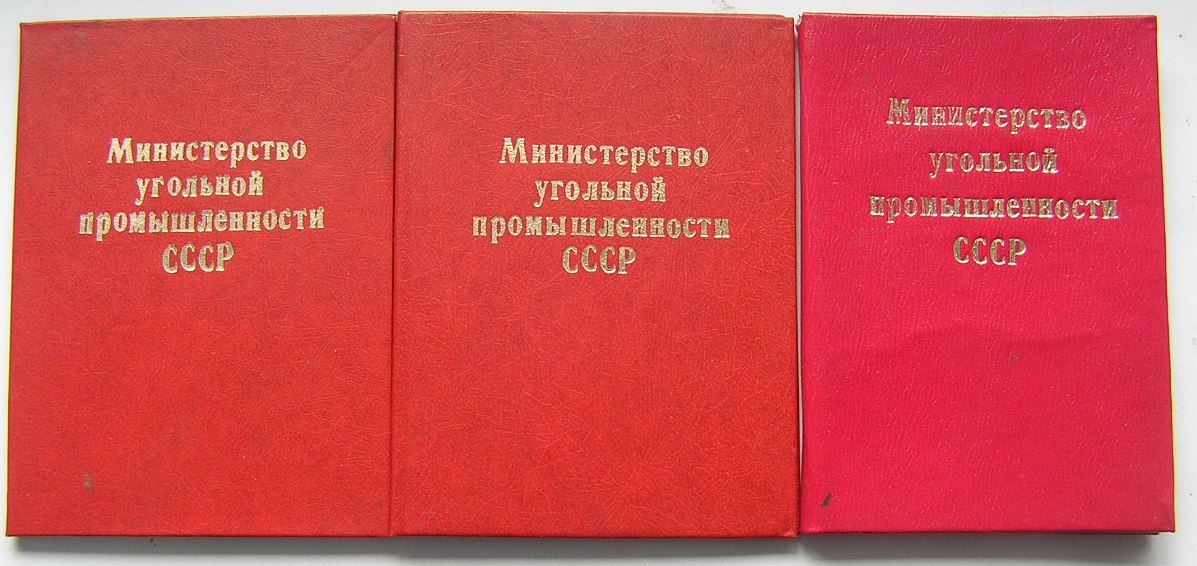 Министерство
угольной
промышленности
СССР
Министерство
угольной
промышленности
СССР
Министерство
угольной
промышленности
СССР